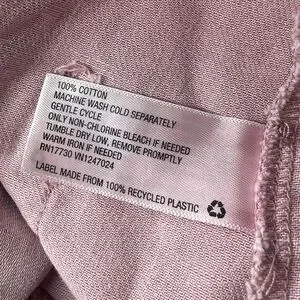 100% COTTON
MACHINE WASH COLD SEPARATELY
GENTLE CYCLE
ONLY NON-CHLORINE BLEACH IF NEEDED
TUMBLE DRY LOW, REMOVE PROMPTLY
WARM IRON IF NEEDED
RN17730 VN1247024
LABEL MADE FROM 100% RECYCLED PLASTIC